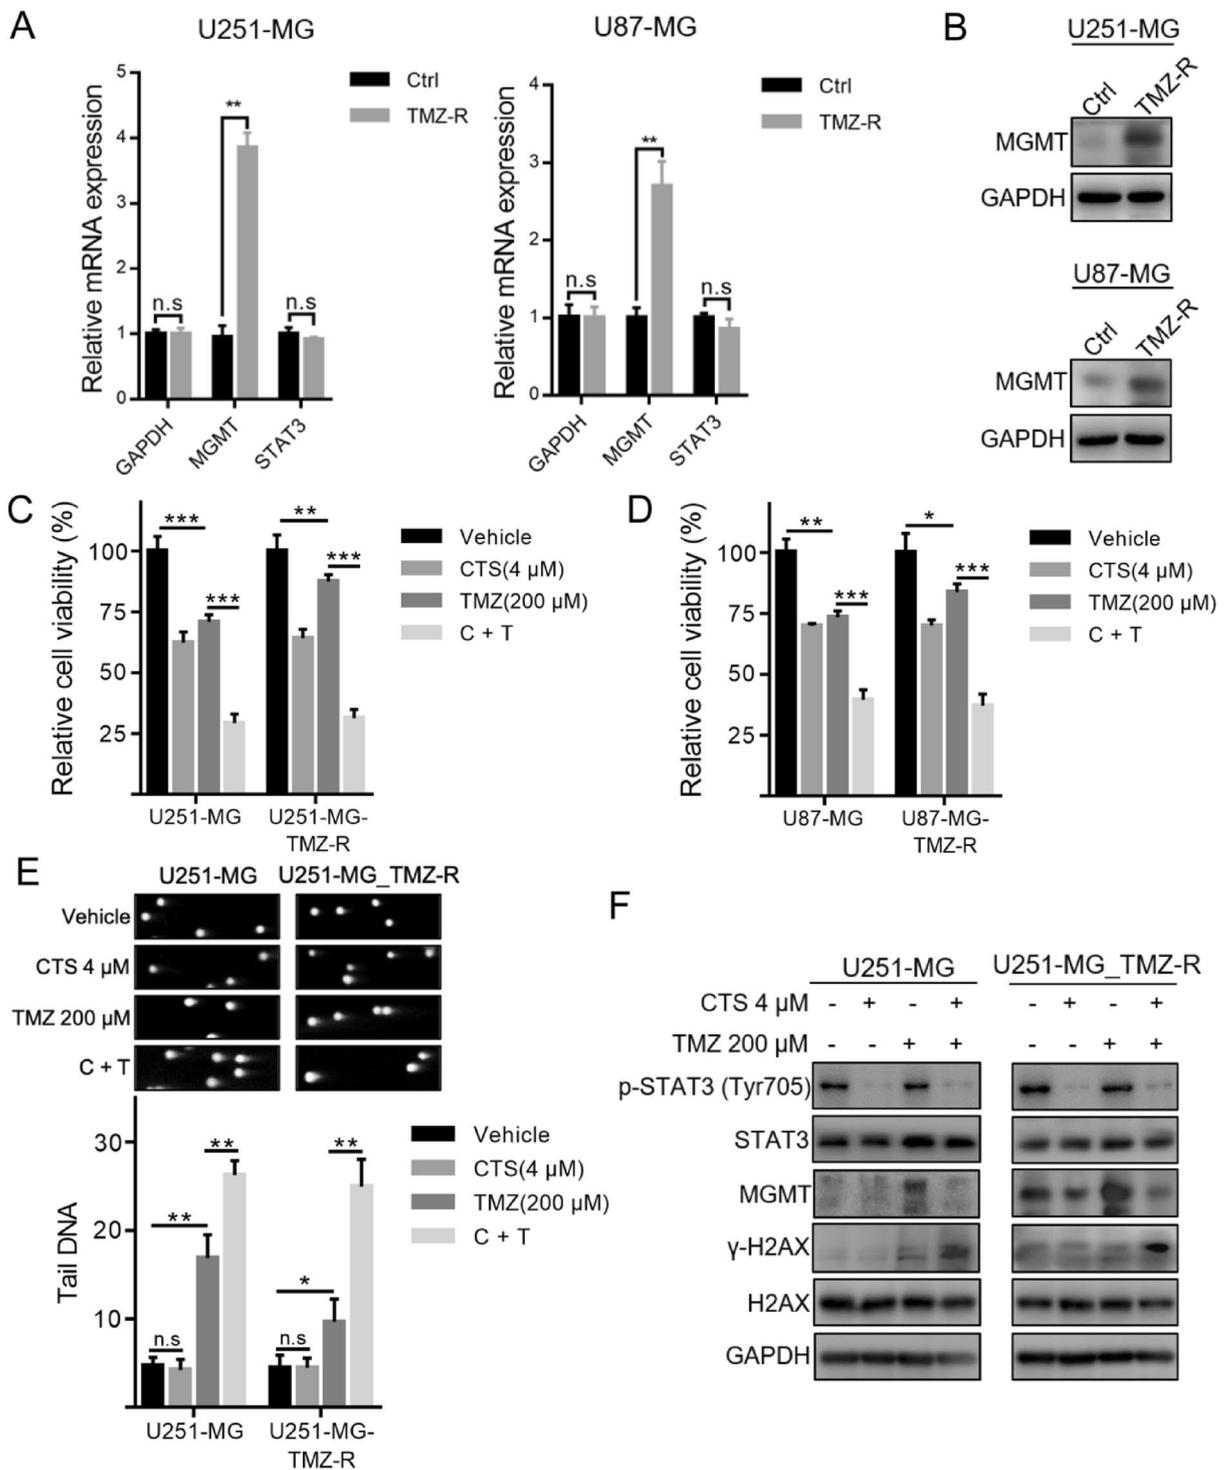 A
U251-MG
Relative mRNA expression
5
4
3
2
1
0
Ctrl
TMZ-R
n.s
**
n.s
GAPDH
MGMT
STAT3
U87-MG
Relative mRNA expression
4
3
2
1
0
Ctrl
TMZ-R
n.s
**
n.s
GAPDH
MGMT
STAT3
B
U251-MG
Ctrl
TMZ-R
MGMT
GAPDH
U87-MG
Ctrl
TMZ-R
MGMT
GAPDH
C
Relative cell viability (%)
100
75
50
25
***
***
**
***
U251-MG
U251-MG-
TMZ-R
Vehicle
CTS(4 μM)
TMZ(200 μM)
C + T
D
Relative cell viability (%)
100
75
50
25
**
***
*
***
U87-MG
U87-MG-
TMZ-R
Vehicle
CTS(4 μM)
TMZ(200 μM)
C + T
E
U251-MG
U251-MG_TMZ-R
Vehicle
CTS 4 μM
TMZ 200 μM
C + T
Tail DNA
30
20
10
n.s
**
**
n.s
*
**
U251-MG
U251-MG-
TMZ-R
Vehicle
CTS(4 μM)
TMZ(200 μM)
C + T
F
U251-MG
U251-MG_TMZ-R
CTS 4 μM - + - + - + - +
TMZ 200 μM - - + + - - + +
p-STAT3 (Tyr705)
STAT3
MGMT
γ-H2AX
H2AX
GAPDH